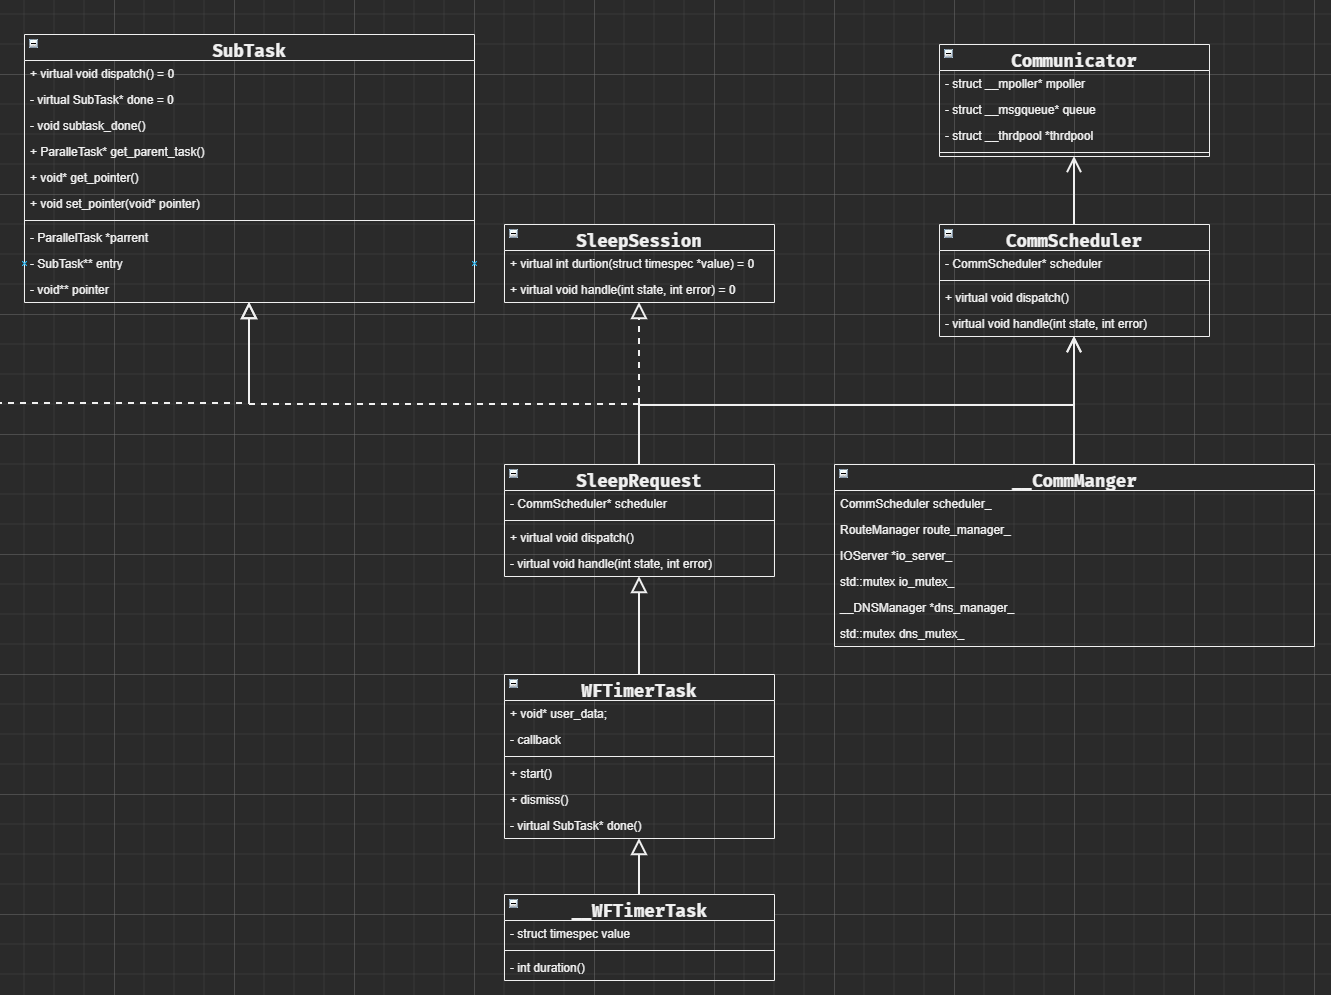 SubTask
+ virtual void dispatch() = 0
- virtual SubTask* done = 0
- void subtask_done()
+ ParalleTask* get_parent_task()
+ void* get_pointer()
+ void set_pointer(void* pointer)
- ParallelTask *parrent
- SubTask** entry
- void** pointer
SleepSession
+ virtual int durtion(struct timespec *value) = 0
+ virtual void handle(int state, int error) = 0
Communicator
- struct __mpoller* mpoller
- struct __msgqueue* queue
- struct __thrdpool *thrdpool
CommScheduler
- CommScheduler* scheduler
+ virtual void dispatch()
- virtual void handle(int state, int error)
SleepRequest
- CommScheduler* scheduler
+ virtual void dispatch()
- virtual void handle(int state, int error)
__CommManger
CommScheduler scheduler_
RouteManager route_manager_
IOServer *io_server_
std::mutex io_mutex_
__DNSManager *dns_manager_
std::mutex dns_mutex_
WFTimerTask
+ void* user_data;
- callback
+ start()
+ dismiss()
- virtual SubTask* done()
__WFTimerTask
- struct timespec value
- int duration()